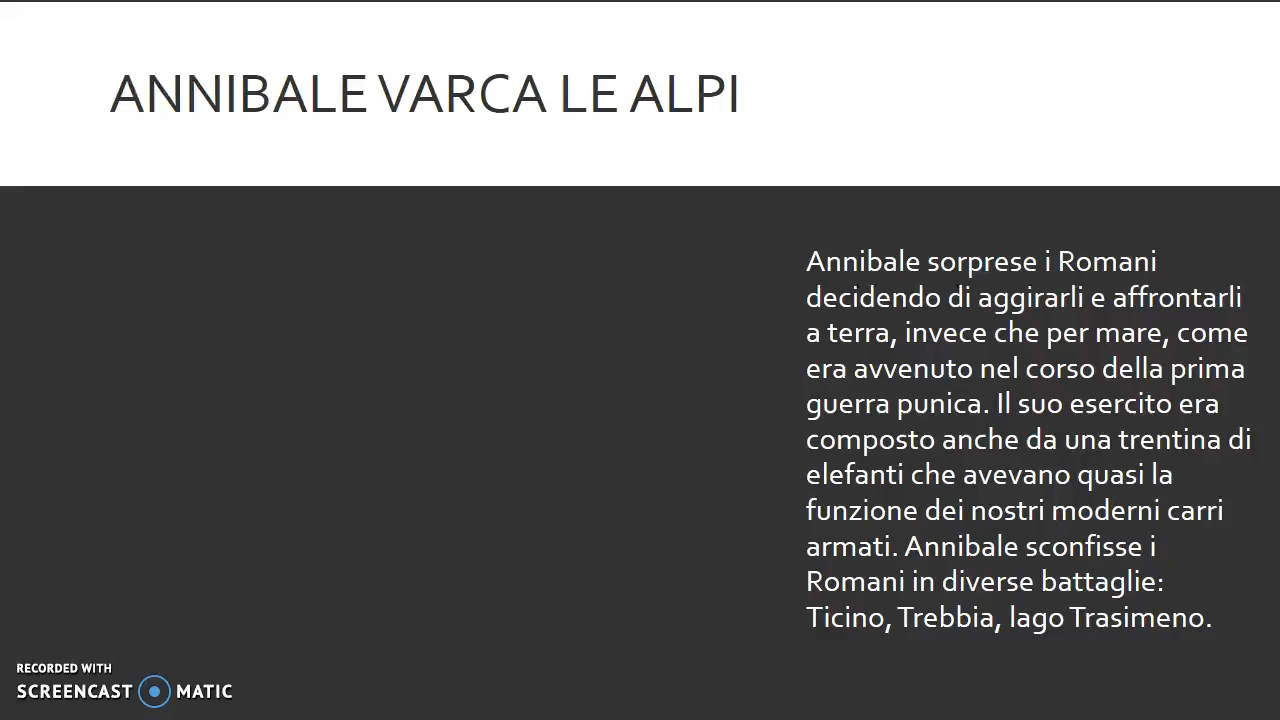 ANNIBALE VARCA LE ALPI
Annibale sorprese i Romani
decidendo di aggirarli e affrontarli
a terra, invece che per mare, come
era avvenuto nel corso della prima
guerra punica. Il suo esercito era
composto anche da una trentina di
elefanti che avevano quasi la
funzione dei nostri moderni carri
armati. Annibale sconfisse i
Romani in diverse battaglie:
Ticino, Trebbia, lago Trasimeno.
RECORDED WITH
SCREENCAST MATIC